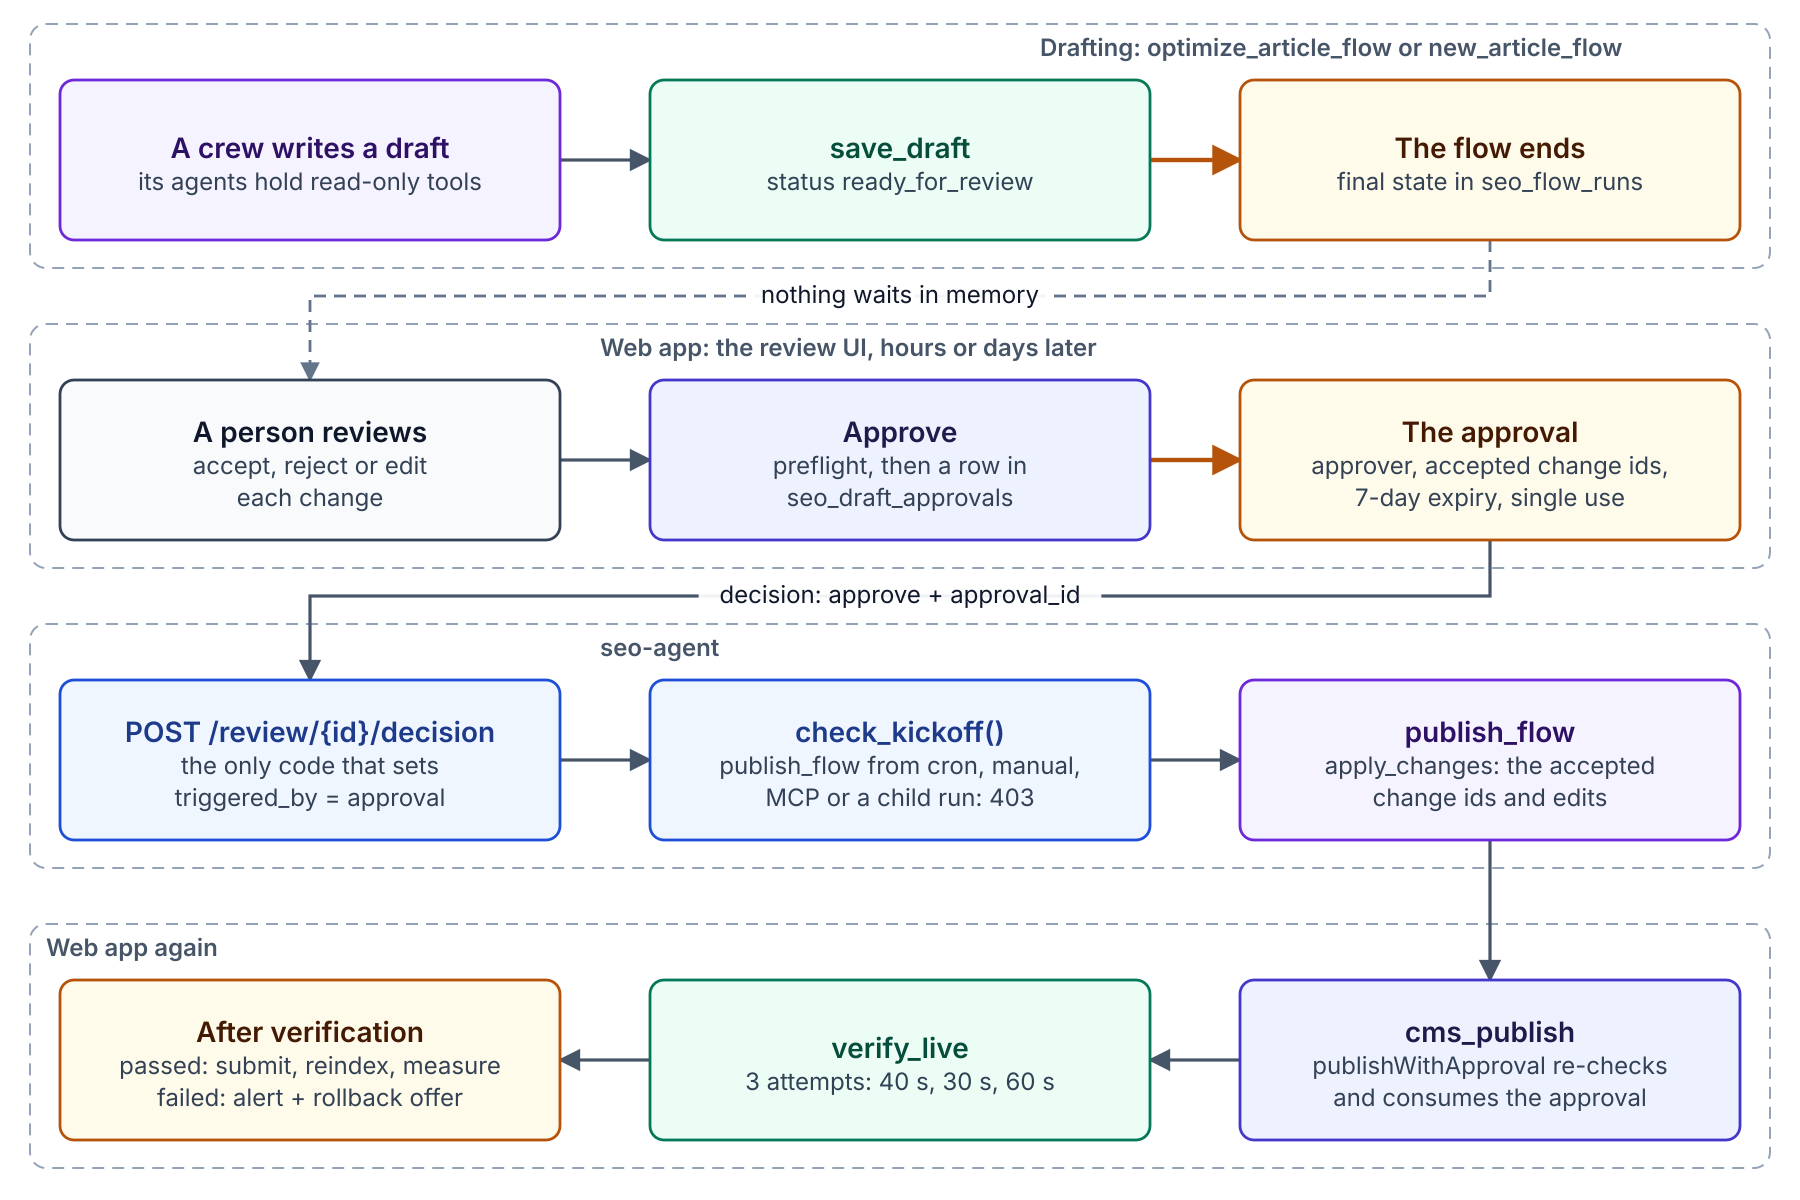 Drafting: optimize_article_flow or new_article_flow
A crew writes a draft
its agents hold read-only tools
save_draft
status ready_for_review
The flow ends
final state in seo_flow_runs
nothing waits in memory
Web app: the review UI, hours or days later
A person reviews
accept, reject or edit
each change
Approve
preflight, then a row in
seo_draft_approvals
The approval
approver, accepted change ids,
7-day expiry, single use
decision: approve + approval_id
seo-agent
POST /review/{id}/decision
the only code that sets
triggered_by = approval
check_kickoff()
publish_flow from cron, manual,
MCP or a child run: 403
publish_flow
apply_changes: the accepted
change ids and edits
Web app again
After verification
passed: submit, reindex, measure
failed: alert + rollback offer
verify_live
3 attempts: 40 s, 30 s, 60 s
cms_publish
publishWithApproval re-checks
and consumes the approval